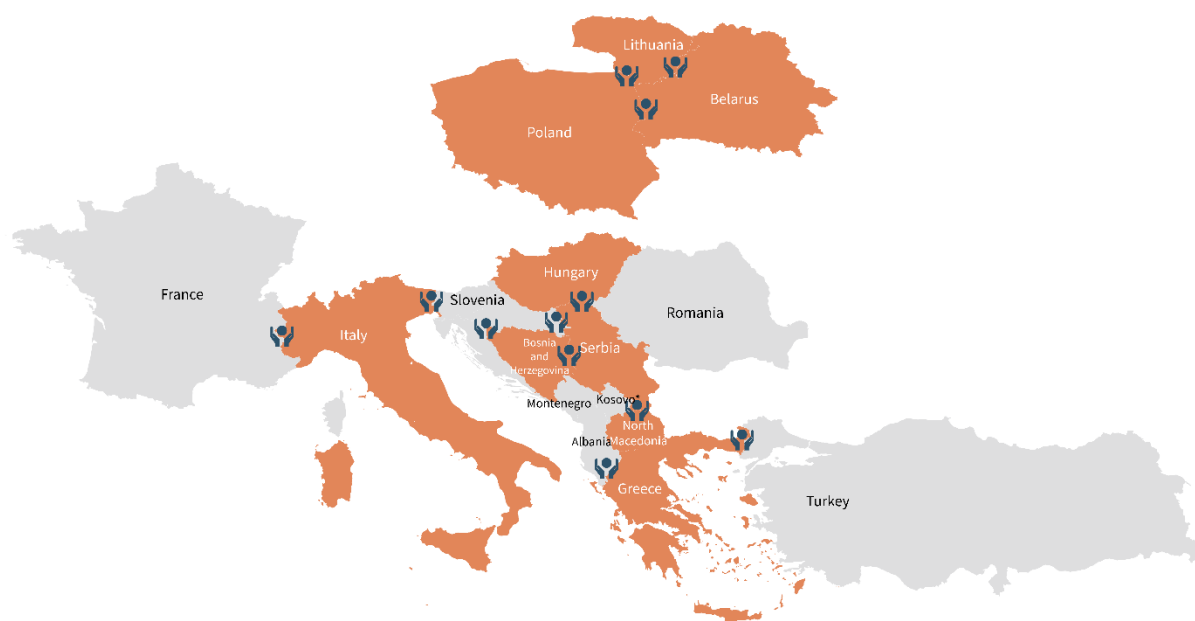 Lithuania
Belarus
Poland
Hungary
France
Slovenia
Romania
Italy
Bosnia
and
Herzegovina
Serbia
Montenegro
Kosovo*
North
Macedonia
Albania
Greece
Turkey